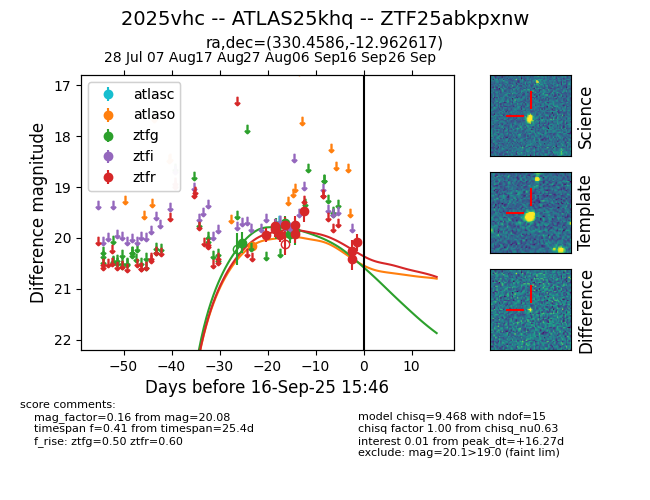 2025vhc -- ATLAS25khq -- ZTF25abkpxnw
ra,dec=(330.4586,-12.962617)
28 Jul 07 Aug 17 Aug 27 Aug 06 Sep 16 Sep 26 Sep
atlasc
atlaso
ztfg
ztfi
ztfr
17
18
19
20
21
22
Difference magnitude
−50 −40 −30 −20 −10 0 10
Days before 16-Sep-25 15:46
Science
Template
Difference
score comments:
mag_factor=0.16 from mag=20.08
timespan f=0.41 from timespan=25.4d
f_rise: ztfg=0.50 ztfr=0.60
model chisq=9.468 with ndof=15
chisq factor 1.00 from chisq_nu0.63
interest 0.01 from peak_dt=+16.27d
exclude: mag=20.1>19.0 (faint lim)